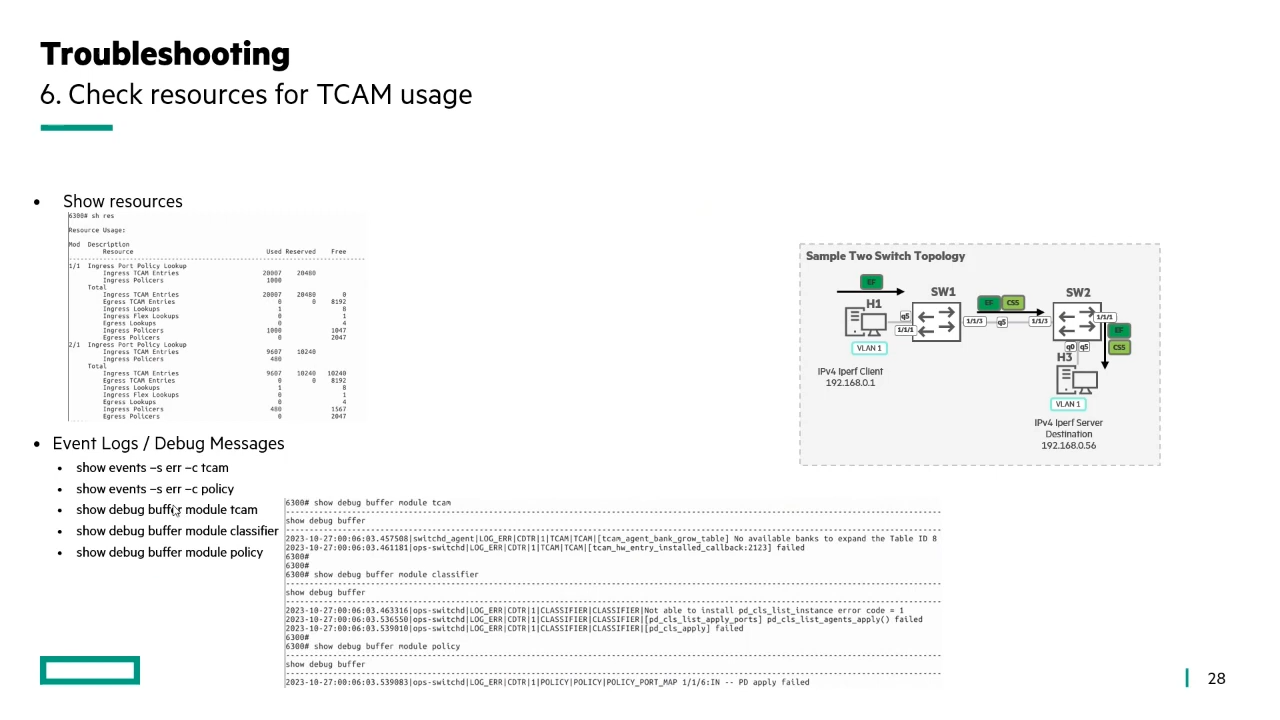 Troubleshooting
6. Check resources for TCAM usage
• Show resources
6300# sh res
Resource Usage:
Mod Description
Resource Used Reserved Free
--------------------------------------------------------------------------
1/1 Ingress Port Policy Lookup
Ingress TCAM Entries 20007 20480
Ingress Policers 1000
Total
Ingress TCAM Entries 20007 20480 0
Egress TCAM Entries 0 0 8192
Ingress Lookups 1 8
Ingress Flex Lookups 0 1
Egress Lookups 0 4
Ingress Policers 1000 1047
Egress Policers 0 2047
2/1 Ingress Port Policy Lookup
Ingress TCAM Entries 9607 10240
Ingress Policers 480
Total
Ingress TCAM Entries 9607 10240 10240
Egress TCAM Entries 0 0 8192
Ingress Lookups 1 8
Ingress Flex Lookups 0 1
Egress Lookups 0 4
Ingress Policers 480 1567
Egress Policers 0 2047
• Event Logs / Debug Messages
• show events –s err –c tcam
• show events –s err –c policy
• show debug buffer module tcam
• show debug buffer module classifier
• show debug buffer module policy
6300# show debug buffer module tcam
show debug buffer
2023-10-27:00:06:03.457508|switchd_agent|LOG_ERR|CDTR|1|TCAM|TCAM|[tcam_agent_bank_grow_table] No available banks to expand the Table ID 8
2023-10-27:00:06:03.461181|ops-switchd|LOG_ERR|CDTR|1|TCAM|TCAM|[tcam_hw_entry_installed_callback:2123] failed
6300#
6300#
6300# show debug buffer module classifier
show debug buffer
2023-10-27:00:06:03.463316|ops-switchd|LOG_ERR|CDTR|1|CLASSIFIER|CLASSIFIER|Not able to install pd_cls_list_instance error code = 1
2023-10-27:00:06:03.536550|ops-switchd|LOG_ERR|CDTR|1|CLASSIFIER|CLASSIFIER|[pd_cls_list_apply_ports] pd_cls_list_agents_apply() failed
2023-10-27:00:06:03.539010|ops-switchd|LOG_ERR|CDTR|1|CLASSIFIER|CLASSIFIER|[pd_cls_apply] failed
6300#
6300# show debug buffer module policy
show debug buffer
2023-10-27:00:06:03.539083|ops-switchd|LOG_ERR|CDTR|1|POLICY|POLICY|POLICY_PORT_MAP 1/1/6:IN -- PD apply failed
Sample Two Switch Topology
EF
H1
q5
1/1/1
VLAN 1
IPv4 Iperf Client
192.168.0.1
SW1
EF CS5
1/1/3 q5 1/1/3
SW2
1/1/1
EF
CS5
q0 q5
H3
VLAN 1
IPv4 Iperf Server
Destination
192.168.0.56
28